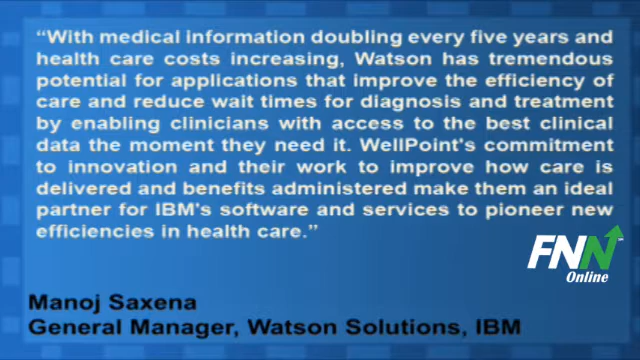 “With medical information doubling every five years and
health care costs increasing, Watson has tremendous
potential for applications that improve the efficiency of
care and reduce wait times for diagnosis and treatment
by enabling clinicians with access to the best clinical
data the moment they need it. WellPoint's commitment
to innovation and their work to improve how care is
delivered and benefits administered make them an ideal
partner for IBM's software and services to pioneer new
efficiencies in health care.”
FNN
Online
Manoj Saxena
General Manager, Watson Solutions, IBM